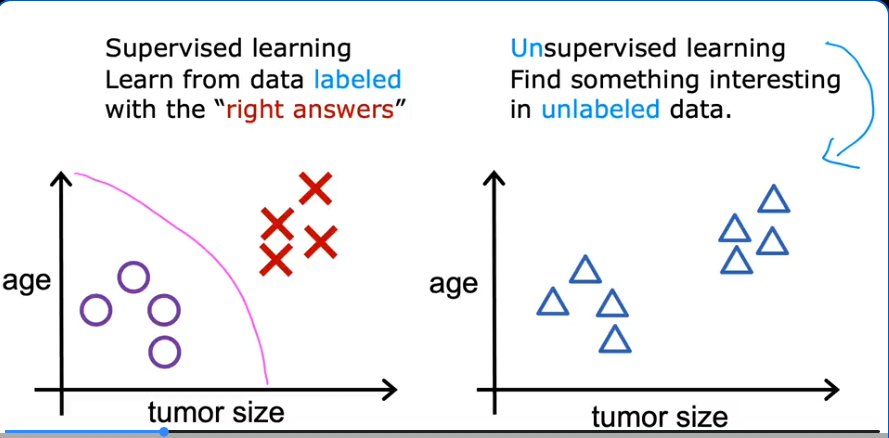 Supervised learning
Learn from data labeled
with the “right answers”
age
tumor size
Unsupervised learning
Find something interesting
in unlabeled data.
age
tumor size